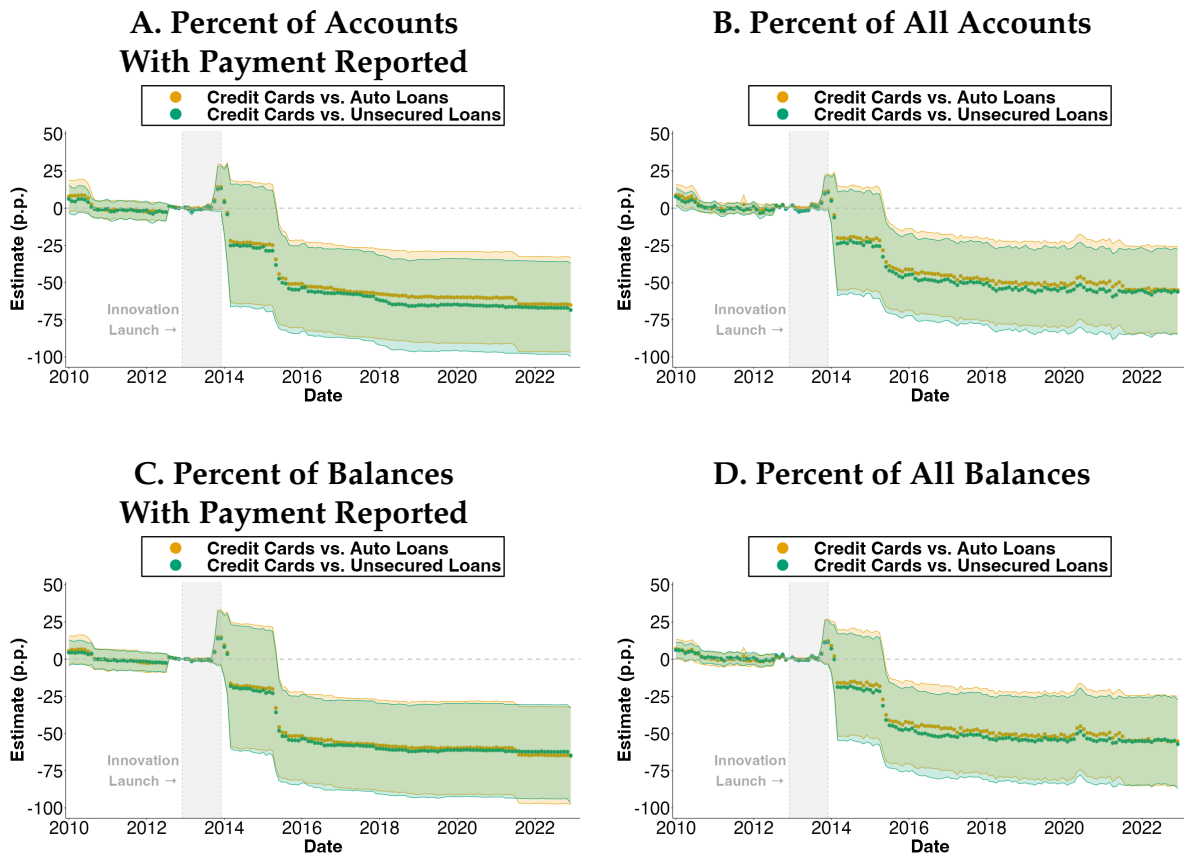 A. Percent of Accounts
With Payment Reported
Credit Cards vs. Auto Loans
Credit Cards vs. Unsecured Loans
50
25
0
-25
-50
-75
-100
Estimate (p.p.)
Innovation
Launch →
2010 2012 2014 2016 2018 2020 2022
Date
B. Percent of All Accounts
Credit Cards vs. Auto Loans
Credit Cards vs. Unsecured Loans
50
25
0
-25
-50
-75
-100
Estimate (p.p.)
Innovation
Launch →
2010 2012 2014 2016 2018 2020 2022
Date
C. Percent of Balances
With Payment Reported
Credit Cards vs. Auto Loans
Credit Cards vs. Unsecured Loans
50
25
0
-25
-50
-75
-100
Estimate (p.p.)
Innovation
Launch →
2010 2012 2014 2016 2018 2020 2022
Date
D. Percent of All Balances
Credit Cards vs. Auto Loans
Credit Cards vs. Unsecured Loans
50
25
0
-25
-50
-75
-100
Estimate (p.p.)
Innovation
Launch →
2010 2012 2014 2016 2018 2020 2022
Date